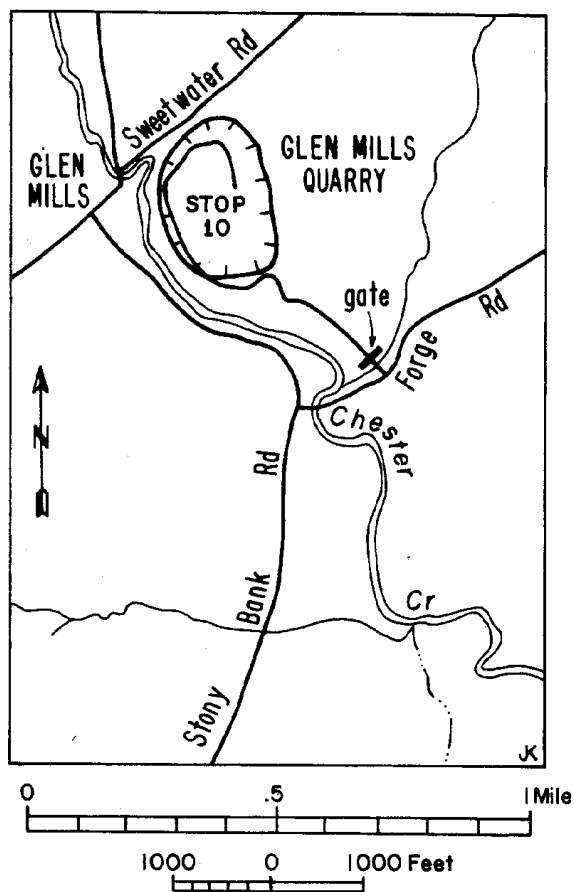 Sweetwater Rd
GLEN
MILLS
GLEN MILLS
QUARRY
STOP
10
gate
Forge Rd
N
Chester Cr
Stony Bank Rd
JK
0 .5 1 Mile
1000 0 1000 Feet